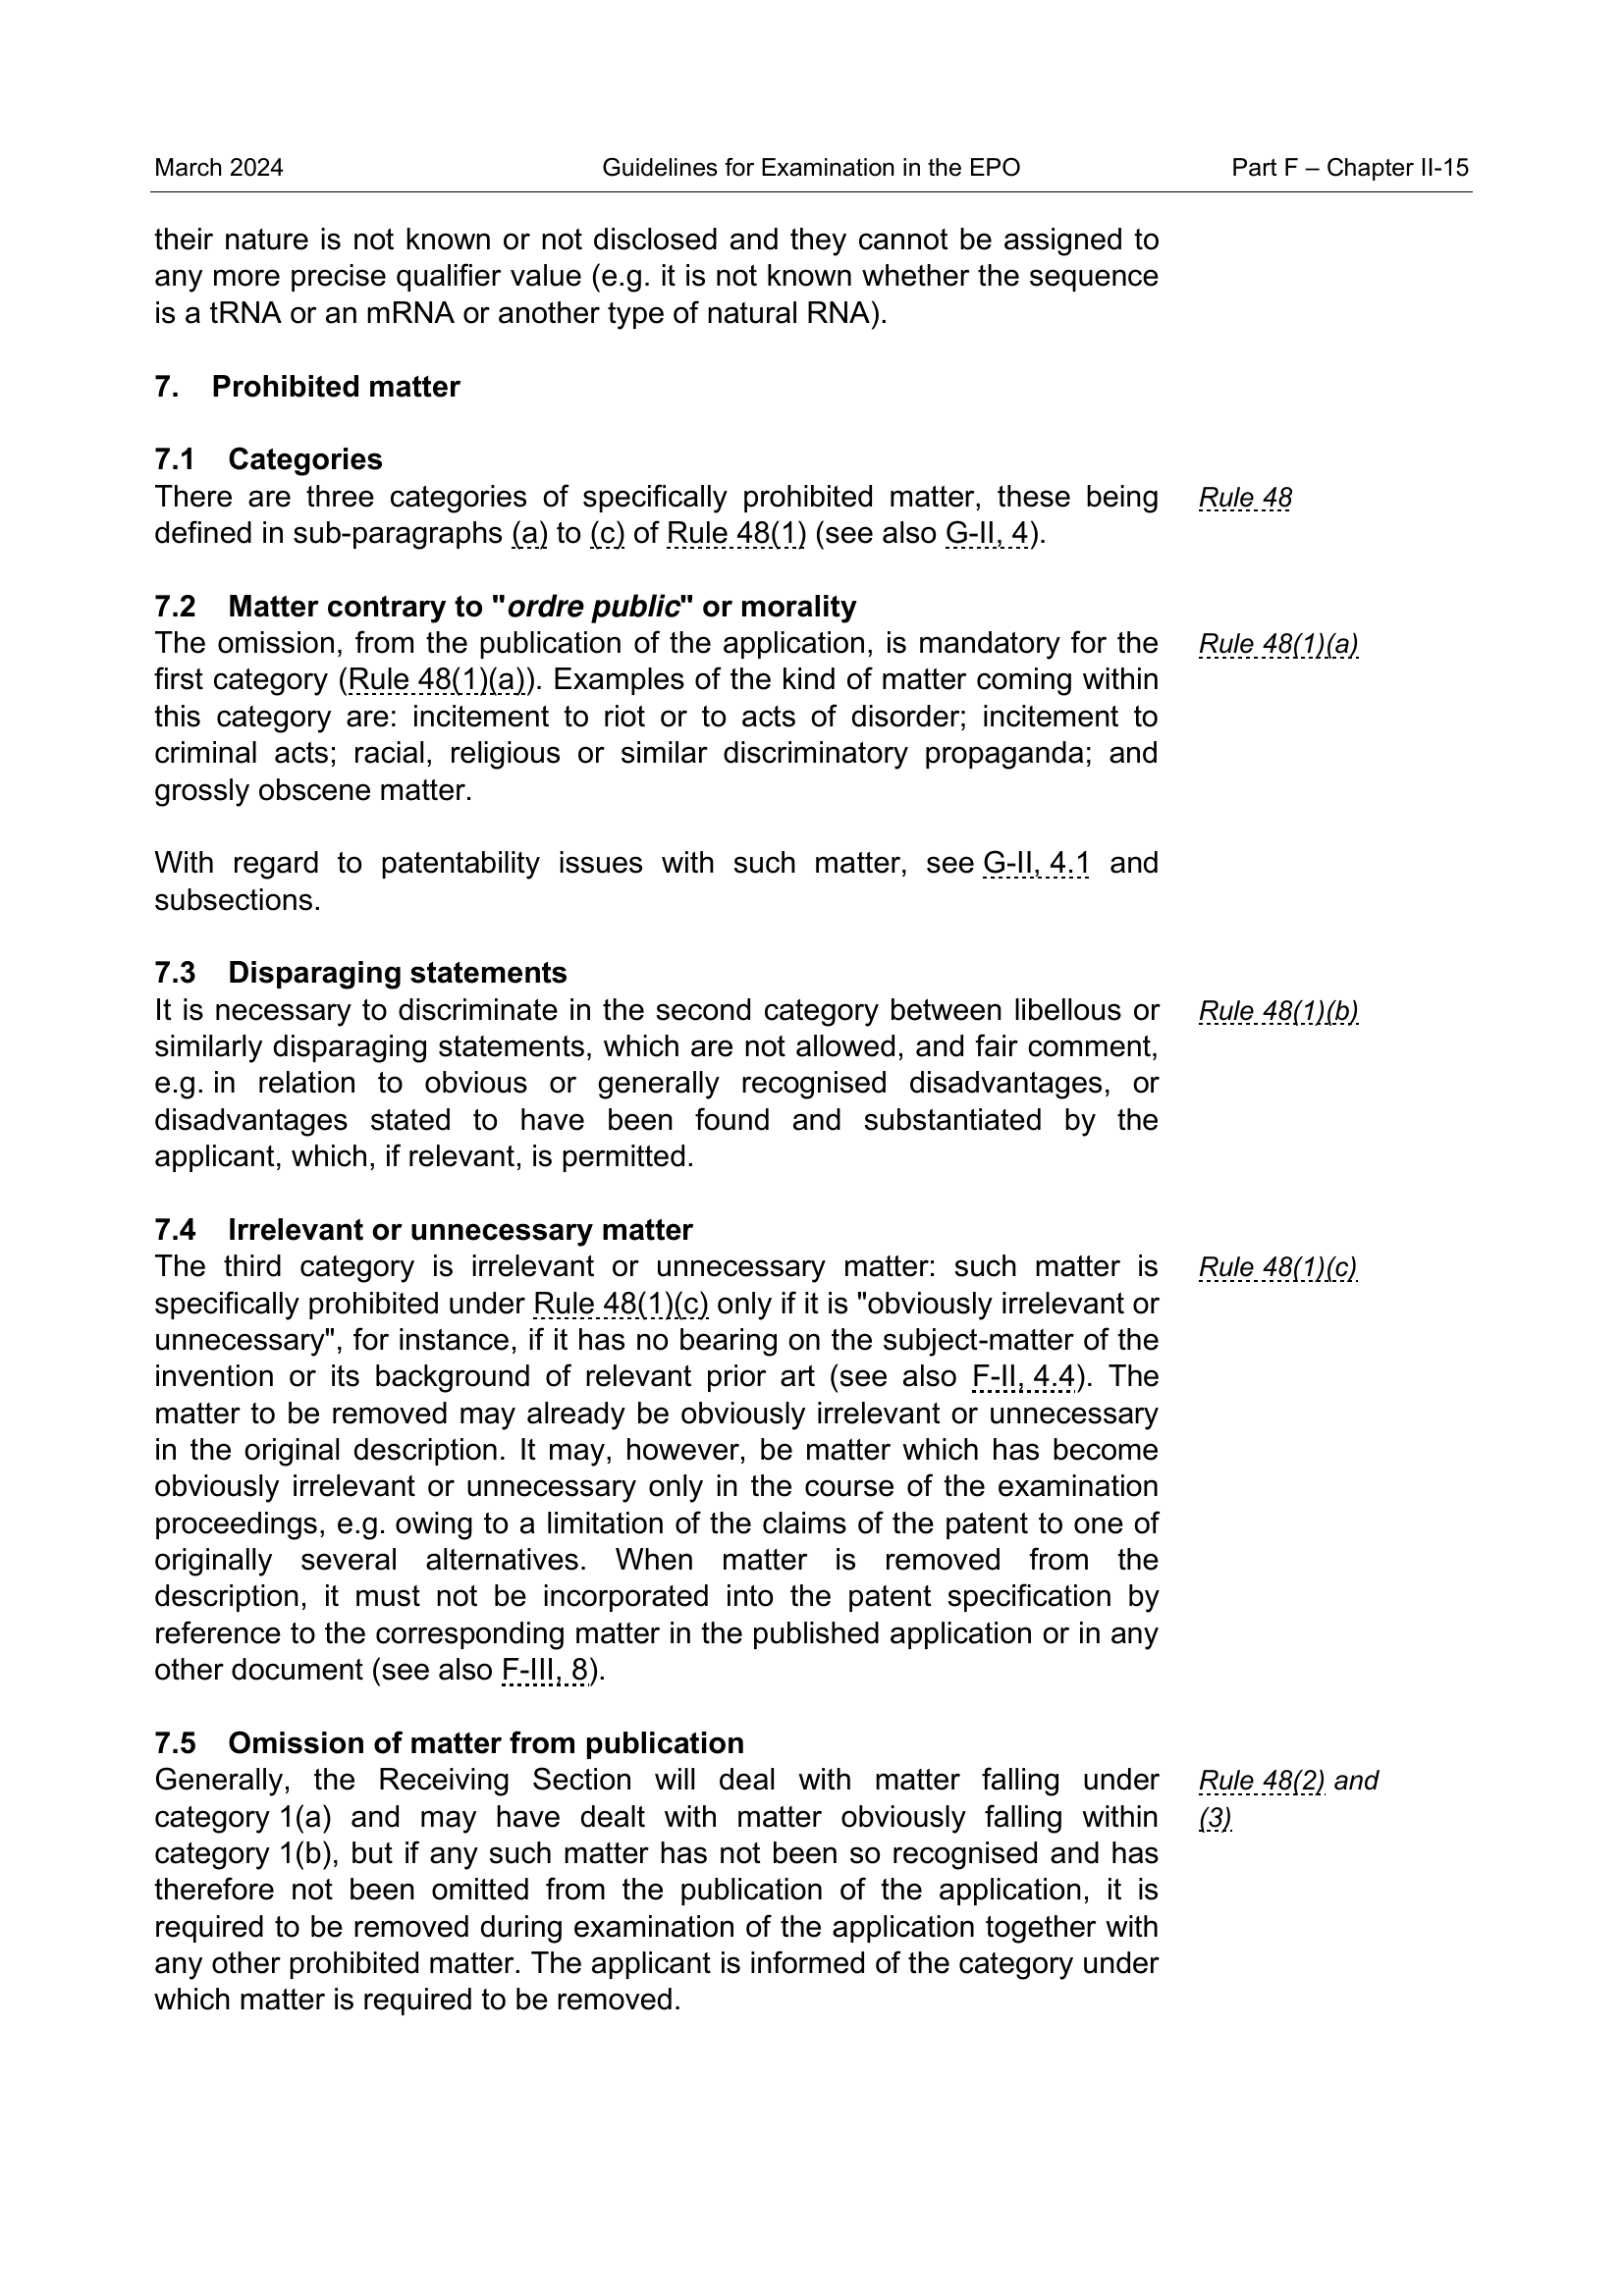 March 2024 Guidelines for Examination in the EPO Part F – Chapter II-15
their nature is not known or not disclosed and they cannot be assigned to
any more precise qualifier value (e.g. it is not known whether the sequence
is a tRNA or an mRNA or another type of natural RNA).
7. Prohibited matter
7.1 Categories
There are three categories of specifically prohibited matter, these being
defined in sub-paragraphs (a) to (c) of Rule 48(1) (see also G-II, 4).
Rule 48
7.2 Matter contrary to "ordre public" or morality
The omission, from the publication of the application, is mandatory for the
first category (Rule 48(1)(a)). Examples of the kind of matter coming within
this category are: incitement to riot or to acts of disorder; incitement to
criminal acts; racial, religious or similar discriminatory propaganda; and
grossly obscene matter.
Rule 48(1)(a)
With regard to patentability issues with such matter, see G-II, 4.1 and
subsections.
7.3 Disparaging statements
It is necessary to discriminate in the second category between libellous or
similarly disparaging statements, which are not allowed, and fair comment,
e.g. in relation to obvious or generally recognised disadvantages, or
disadvantages stated to have been found and substantiated by the
applicant, which, if relevant, is permitted.
Rule 48(1)(b)
7.4 Irrelevant or unnecessary matter
The third category is irrelevant or unnecessary matter: such matter is
specifically prohibited under Rule 48(1)(c) only if it is "obviously irrelevant or
unnecessary", for instance, if it has no bearing on the subject-matter of the
invention or its background of relevant prior art (see also F-II, 4.4). The
matter to be removed may already be obviously irrelevant or unnecessary
in the original description. It may, however, be matter which has become
obviously irrelevant or unnecessary only in the course of the examination
proceedings, e.g. owing to a limitation of the claims of the patent to one of
originally several alternatives. When matter is removed from the
description, it must not be incorporated into the patent specification by
reference to the corresponding matter in the published application or in any
other document (see also F-III, 8).
Rule 48(1)(c)
7.5 Omission of matter from publication
Generally, the Receiving Section will deal with matter falling under
category 1(a) and may have dealt with matter obviously falling within
category 1(b), but if any such matter has not been so recognised and has
therefore not been omitted from the publication of the application, it is
required to be removed during examination of the application together with
any other prohibited matter. The applicant is informed of the category under
which matter is required to be removed.
Rule 48(2) and
(3)